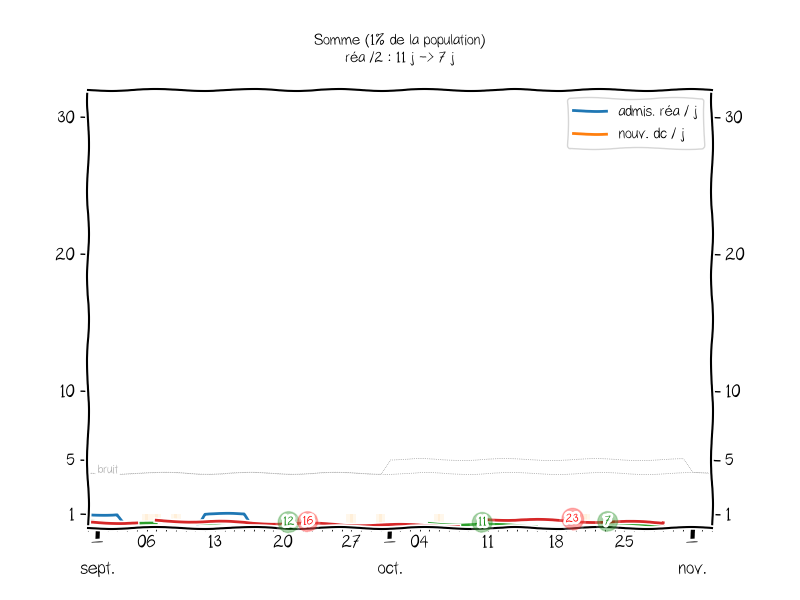 Somme (1% de la population)
réa /2 : 11 j -> 7 j
admis. réa / j
nouv. dc / j
30
30
20
20
10
10
5
5
bruit
1
1
12
16
11
23
7
06
13
20
27
04
11
18
25
sept.
oct.
nov.